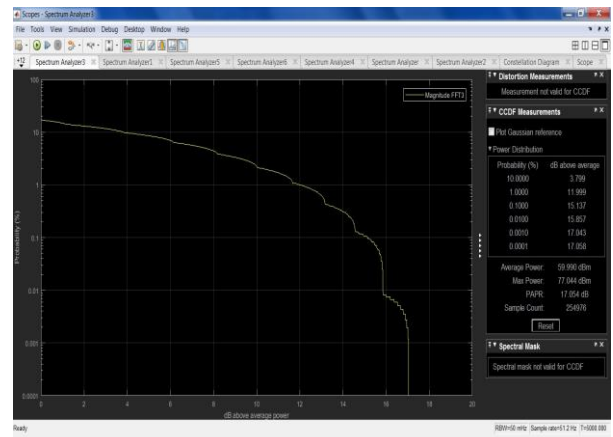 Scopes - Spectrum Analyzer3
File Tools View Simulation Debug Desktop Window Help
Spectrum Analyzer3 Spectrum Analyzer1 Spectrum Analyzer5 Spectrum Analyzer6 Spectrum Analyzer4 Spectrum Analyzer Spectrum Analyzer2 Constellation Diagram Scope
Magnitude FFT3
100
10
1
0.1
0.01
0.001
0.0001
Probability (%)
0 2 4 6 8 10 12 14 16 18 20
dB above average power
Distortion Measurements
Measurement not valid for CCDF
CCDF Measurements
Plot Gaussian reference
Power Distribution
Probability (%) dB above average
10.0000 3.799
1.0000 11.999
0.1000 15.137
0.0100 15.857
0.0010 17.043
0.0001 17.058
Average Power: 59.990 dBm
Max Power: 77.044 dBm
PAPR: 17.054 dB
Sample Count: 254976
Reset
Spectral Mask
Spectral mask not valid for CCDF
Ready
RBW=50 mHz Sample rate=51.2 Hz T=5000.000